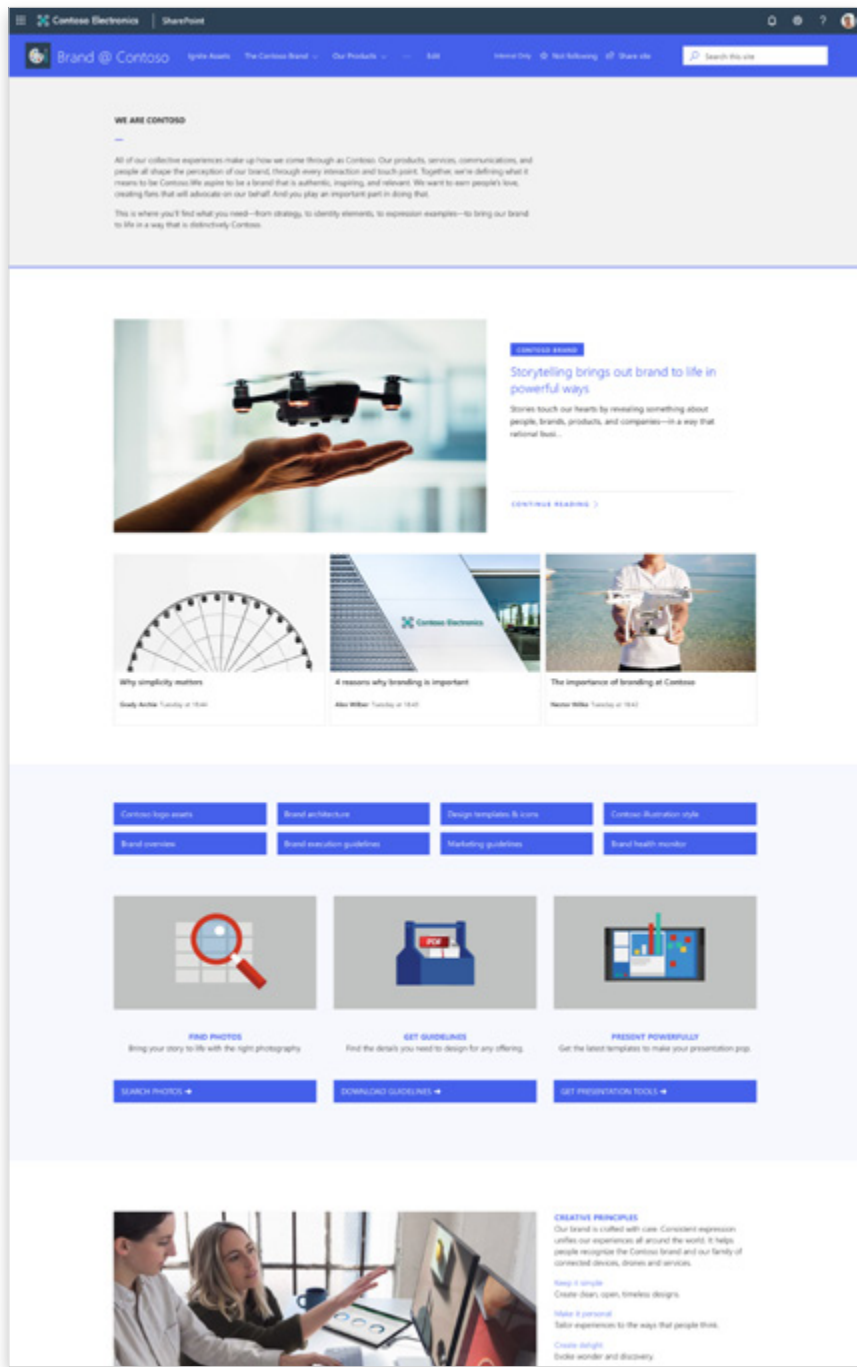 Contoso Electronics SharePoint
Brand @ Contoso Ignite Assets The Contoso Brand Our Products ... Edit Internal Only Not following Share site Search this site
WE ARE CONTOSO
All of our collective experiences make up how we come through as Contoso. Our products, services, communications, and
people all shape the perception of our brand, through every interaction and touch point. Together, we're defining what it
means to be Contoso.We aspire to be a brand that is authentic, inspiring, and relevant. We want to earn people's love,
creating fans that will advocate on our behalf. And you play an important part in doing that.
This is where you'll find what you need—from strategy, to identity elements, to expression examples—to bring our brand
to life in a way that is distinctively Contoso.
CONTOSO BRAND
Storytelling brings out brand to life in
powerful ways
Stories touch our hearts by revealing something about
people, brands, products, and companies—in a way that
rational busi...
CONTINUE READING
Contoso Electronics
Why simplicity matters
Grady Archie Tuesday at 18:44
4 reasons why branding is important
Alex Wilber Tuesday at 18:43
The importance of branding at Contoso
Nestor Wilke Tuesday at 18:42
Contoso logo assets
Brand architecture
Design templates & icons
Contoso illustration style
Brand overview
Brand execution guidelines
Marketing guidelines
Brand health monitor
PDF
FIND PHOTOS
Bring your story to life with the right photography.
SEARCH PHOTOS →
GET GUIDELINES
Find the details you need to design for any offering.
DOWNLOAD GUIDELINES →
PRESENT POWERFULLY
Get the latest templates to make your presentation pop.
GET PRESENTATION TOOLS →
CREATIVE PRINCIPLES
Our brand is crafted with care. Consistent expression
unifies our experiences all around the world. It helps
people recognize the Contoso brand and our family of
connected devices, drones and services.
Keep it simple
Create clean, open, timeless designs.
Make it personal
Tailor experiences to the ways that people think.
Create delight
Evoke wonder and discovery.